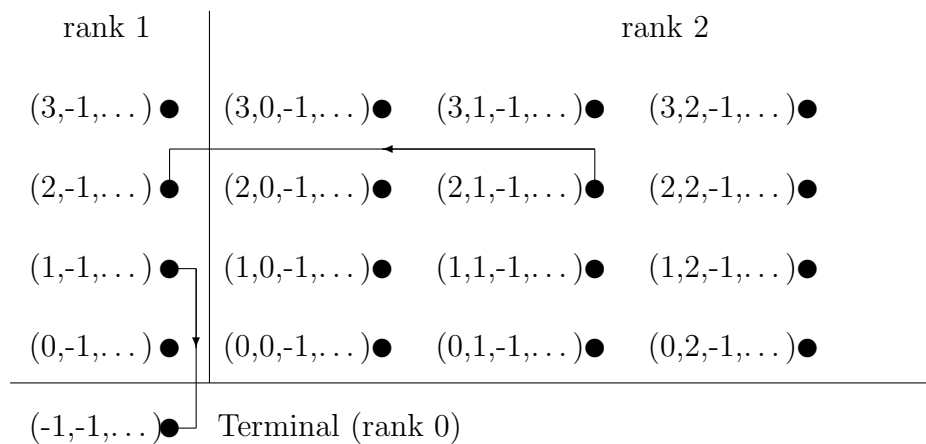 rank 1 rank 2
(3,-1,...) (3,0,-1,...) (3,1,-1,...) (3,2,-1,...)
(2,-1,...) (2,0,-1,...) (2,1,-1,...) (2,2,-1,...)
(1,-1,...) (1,0,-1,...) (1,1,-1,...) (1,2,-1,...)
(0,-1,...) (0,0,-1,...) (0,1,-1,...) (0,2,-1,...)
(-1,-1,...) Terminal (rank 0)